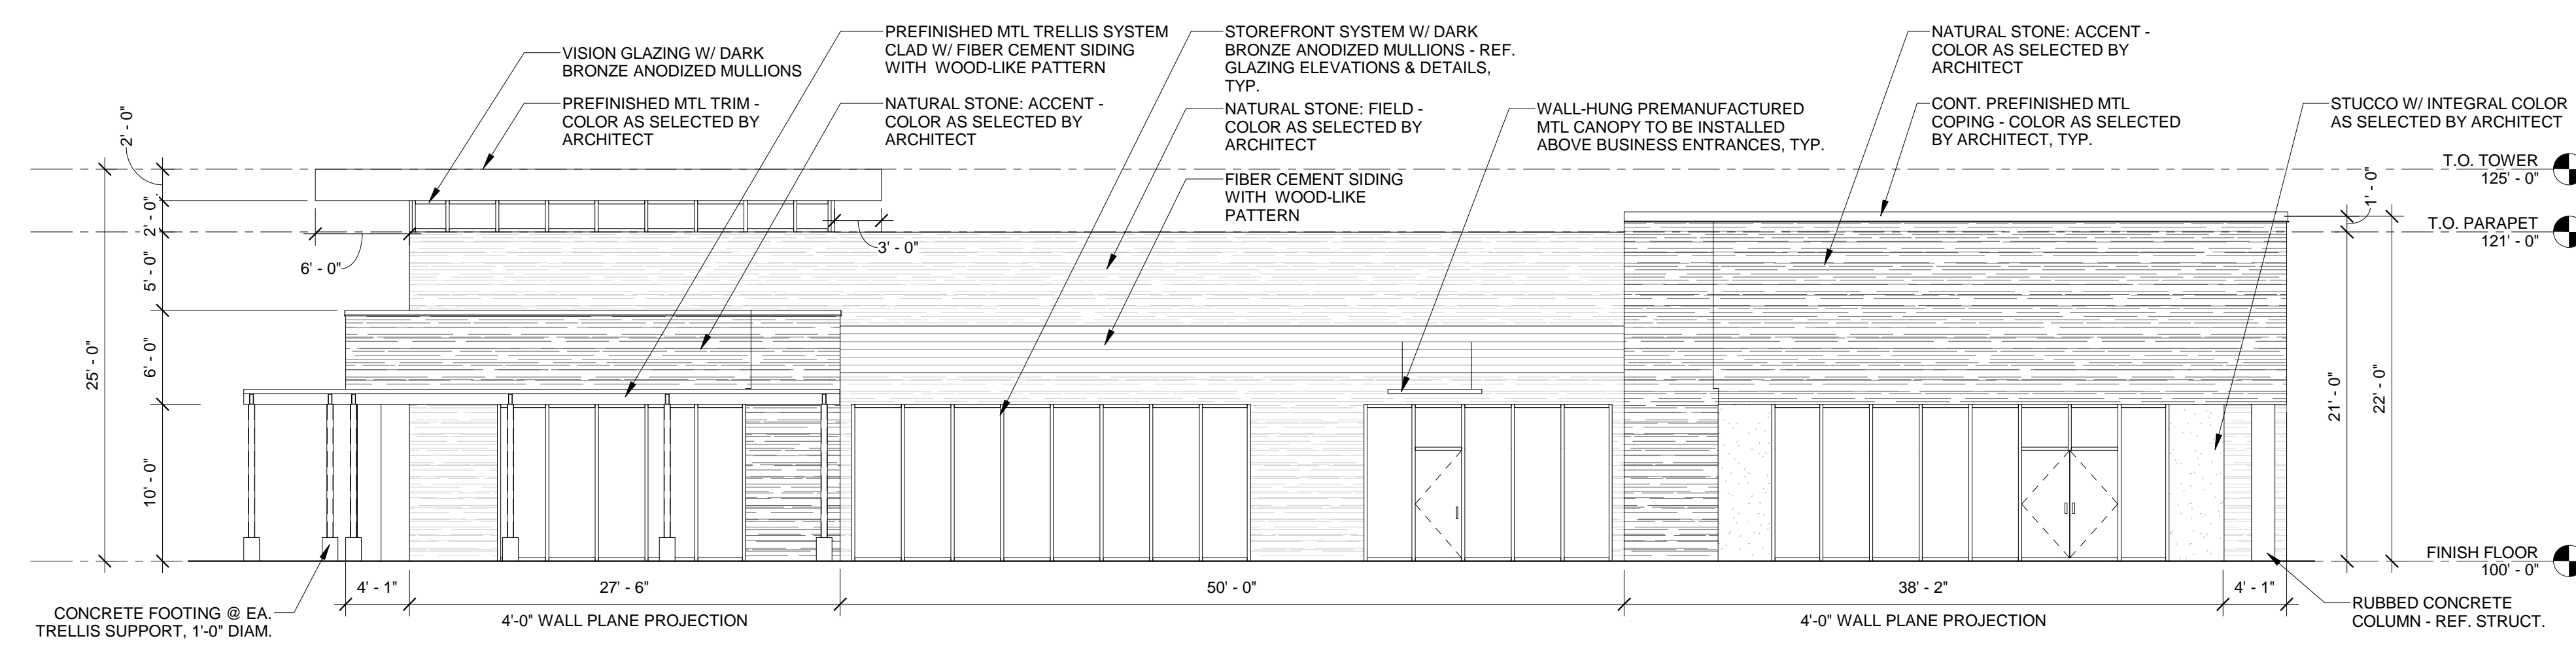 VISION GLAZING W/ DARK
BRONZE ANODIZED MULLIONS
PREFINISHED MTL TRIM -
COLOR AS SELECTED BY
ARCHITECT
PREFINISHED MTL TRELLIS SYSTEM
CLAD W/ FIBER CEMENT SIDING
WITH WOOD-LIKE PATTERN
NATURAL STONE: ACCENT -
COLOR AS SELECTED BY
ARCHITECT
STOREFRONT SYSTEM W/ DARK
BRONZE ANODIZED MULLIONS - REF.
GLAZING ELEVATIONS & DETAILS,
TYP.
NATURAL STONE: FIELD -
COLOR AS SELECTED BY
ARCHITECT
FIBER CEMENT SIDING
WITH WOOD-LIKE
PATTERN
WALL-HUNG PREMANUFACTURED
MTL CANOPY TO BE INSTALLED
ABOVE BUSINESS ENTRANCES, TYP.
NATURAL STONE: ACCENT -
COLOR AS SELECTED BY
ARCHITECT
CONT. PREFINISHED MTL
COPING - COLOR AS SELECTED
BY ARCHITECT, TYP.
STUCCO W/ INTEGRAL COLOR
AS SELECTED BY ARCHITECT
T.O. TOWER
125' - 0"
T.O. PARAPET
121' - 0"
FINISH FLOOR
100' - 0"
2' - 0"
2' - 0"
5' - 0"
6' - 0"
10' - 0"
25' - 0"
6' - 0"
3' - 0"
1' - 0"
21' - 0"
22' - 0"
4' - 1"
27' - 6"
50' - 0"
38' - 2"
4' - 1"
4'-0" WALL PLANE PROJECTION
4'-0" WALL PLANE PROJECTION
CONCRETE FOOTING @ EA.
TRELLIS SUPPORT, 1'-0" DIAM.
RUBBED CONCRETE
COLUMN - REF. STRUCT.